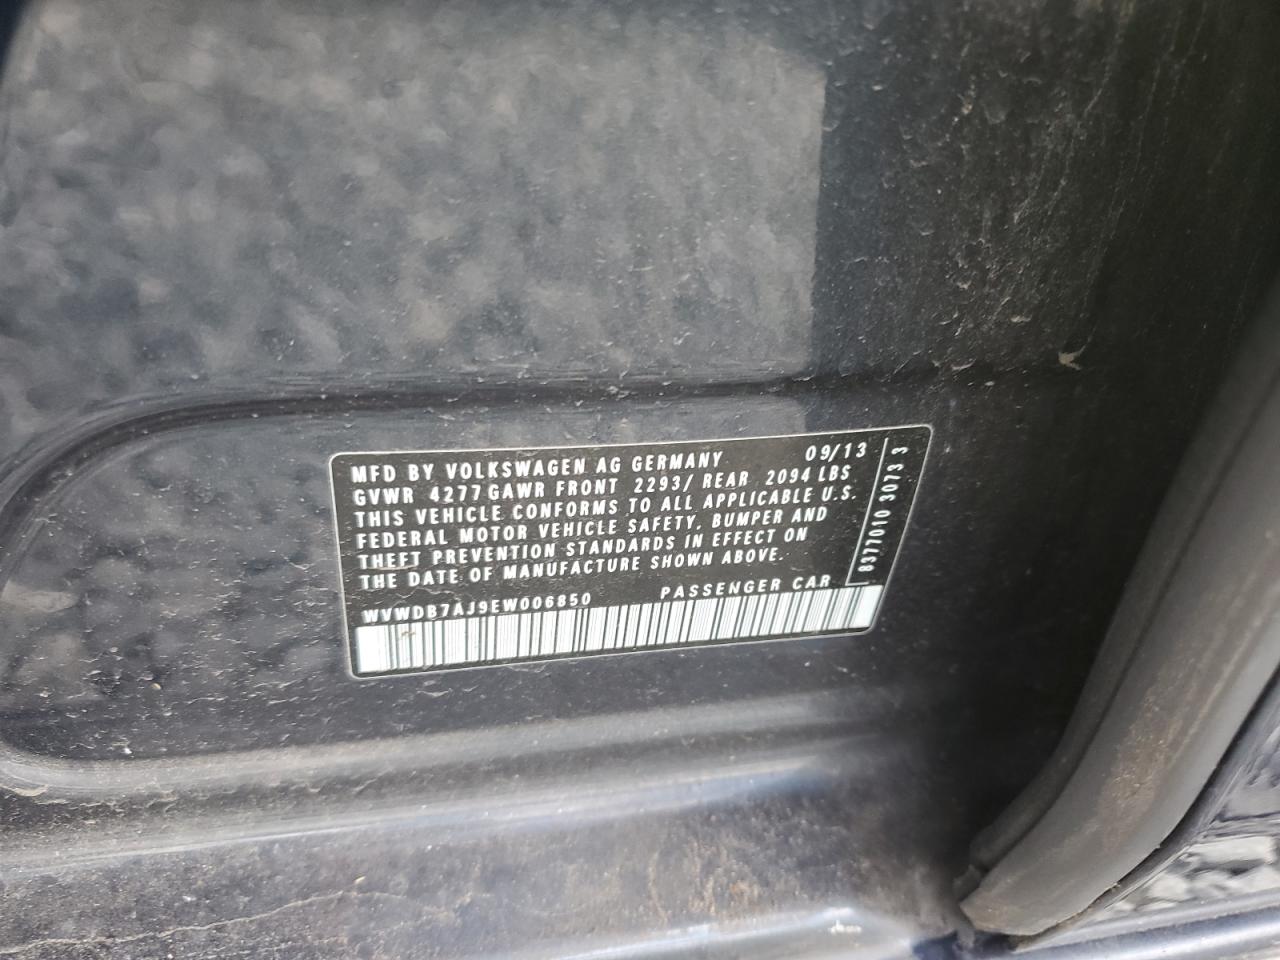 MFD BY VOLKSWAGEN AG GERMANY 09/13
GVWR 4277 GAWR FRONT 2293/ REAR 2094 LBS
THIS VEHICLE CONFORMS TO ALL APPLICABLE U.S.
FEDERAL MOTOR VEHICLE SAFETY, BUMPER AND
THEFT PREVENTION STANDARDS IN EFFECT ON
THE DATE OF MANUFACTURE SHOWN ABOVE.
WVWDB7AJ9EW006850 PASSENGER CAR
8377010 3073 3